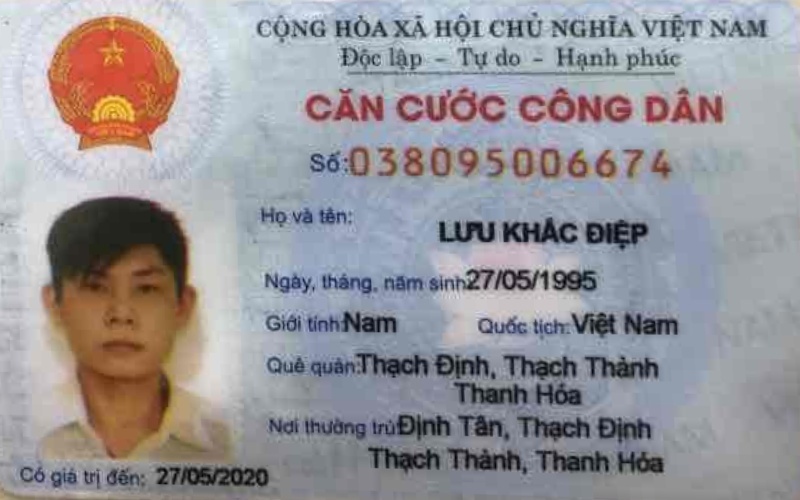 CỘNG HÒA XÃ HỘI CHỦ NGHĨA VIỆT NAM
Độc lập - Tự do - Hạnh phúc
CĂN CƯỚC CÔNG DÂN
Số: 038095006674
Họ và tên:
LƯU KHẮC ĐIỆP
Ngày, tháng, năm sinh: 27/05/1995
Giới tính: Nam Quốc tịch: Việt Nam
Quê quán: Thạch Định, Thạch Thành
Thanh Hóa
Nơi thường trú: Định Tân, Thạch Định
Thạch Thành, Thanh Hóa
Có giá trị đến: 27/05/2020